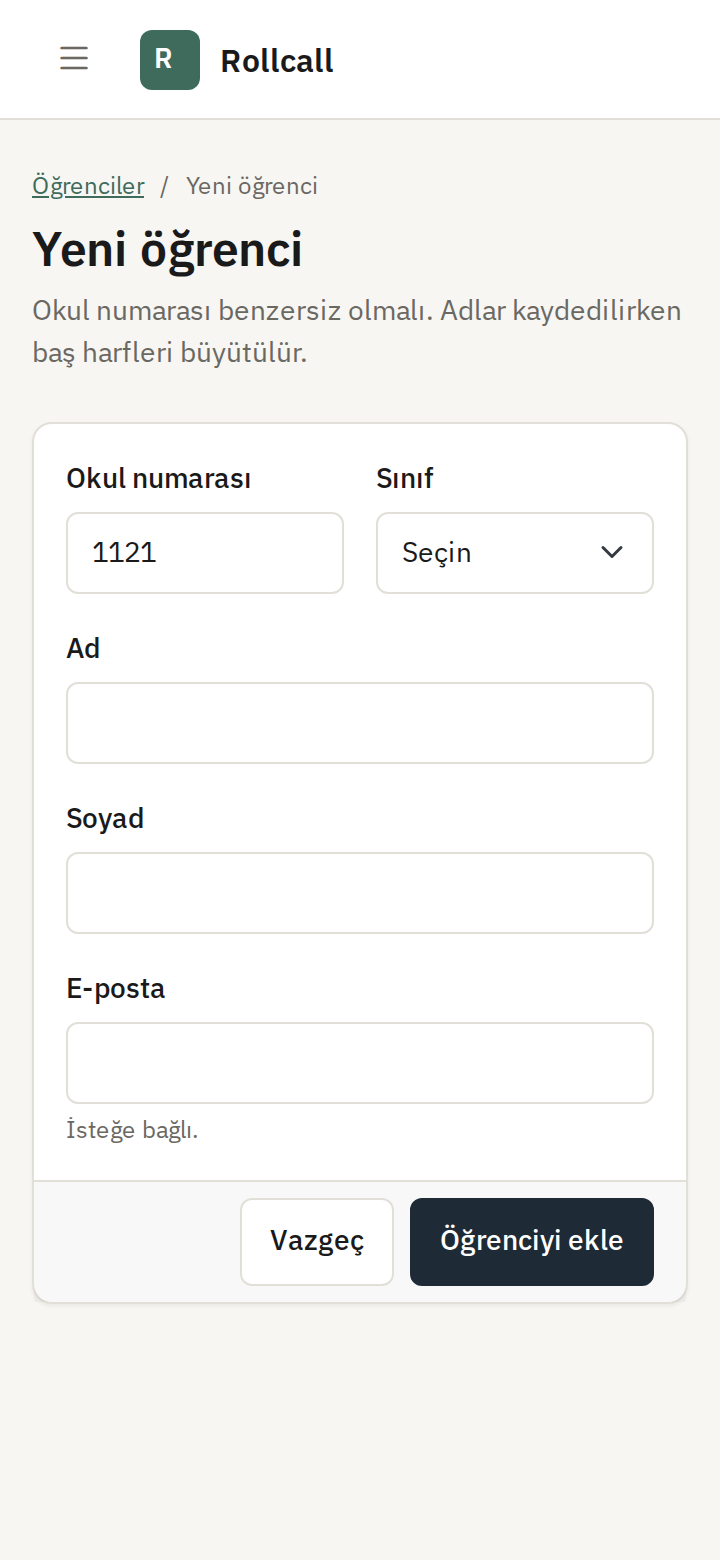 R Rollcall
Öğrenciler / Yeni öğrenci
Yeni öğrenci
Okul numarası benzersiz olmalı. Adlar kaydedilirken
baş harfleri büyütülür.
Okul numarası Sınıf
1121 Seçin
Ad
Soyad
E-posta
İsteğe bağlı.
Vazgeç Öğrenciyi ekle